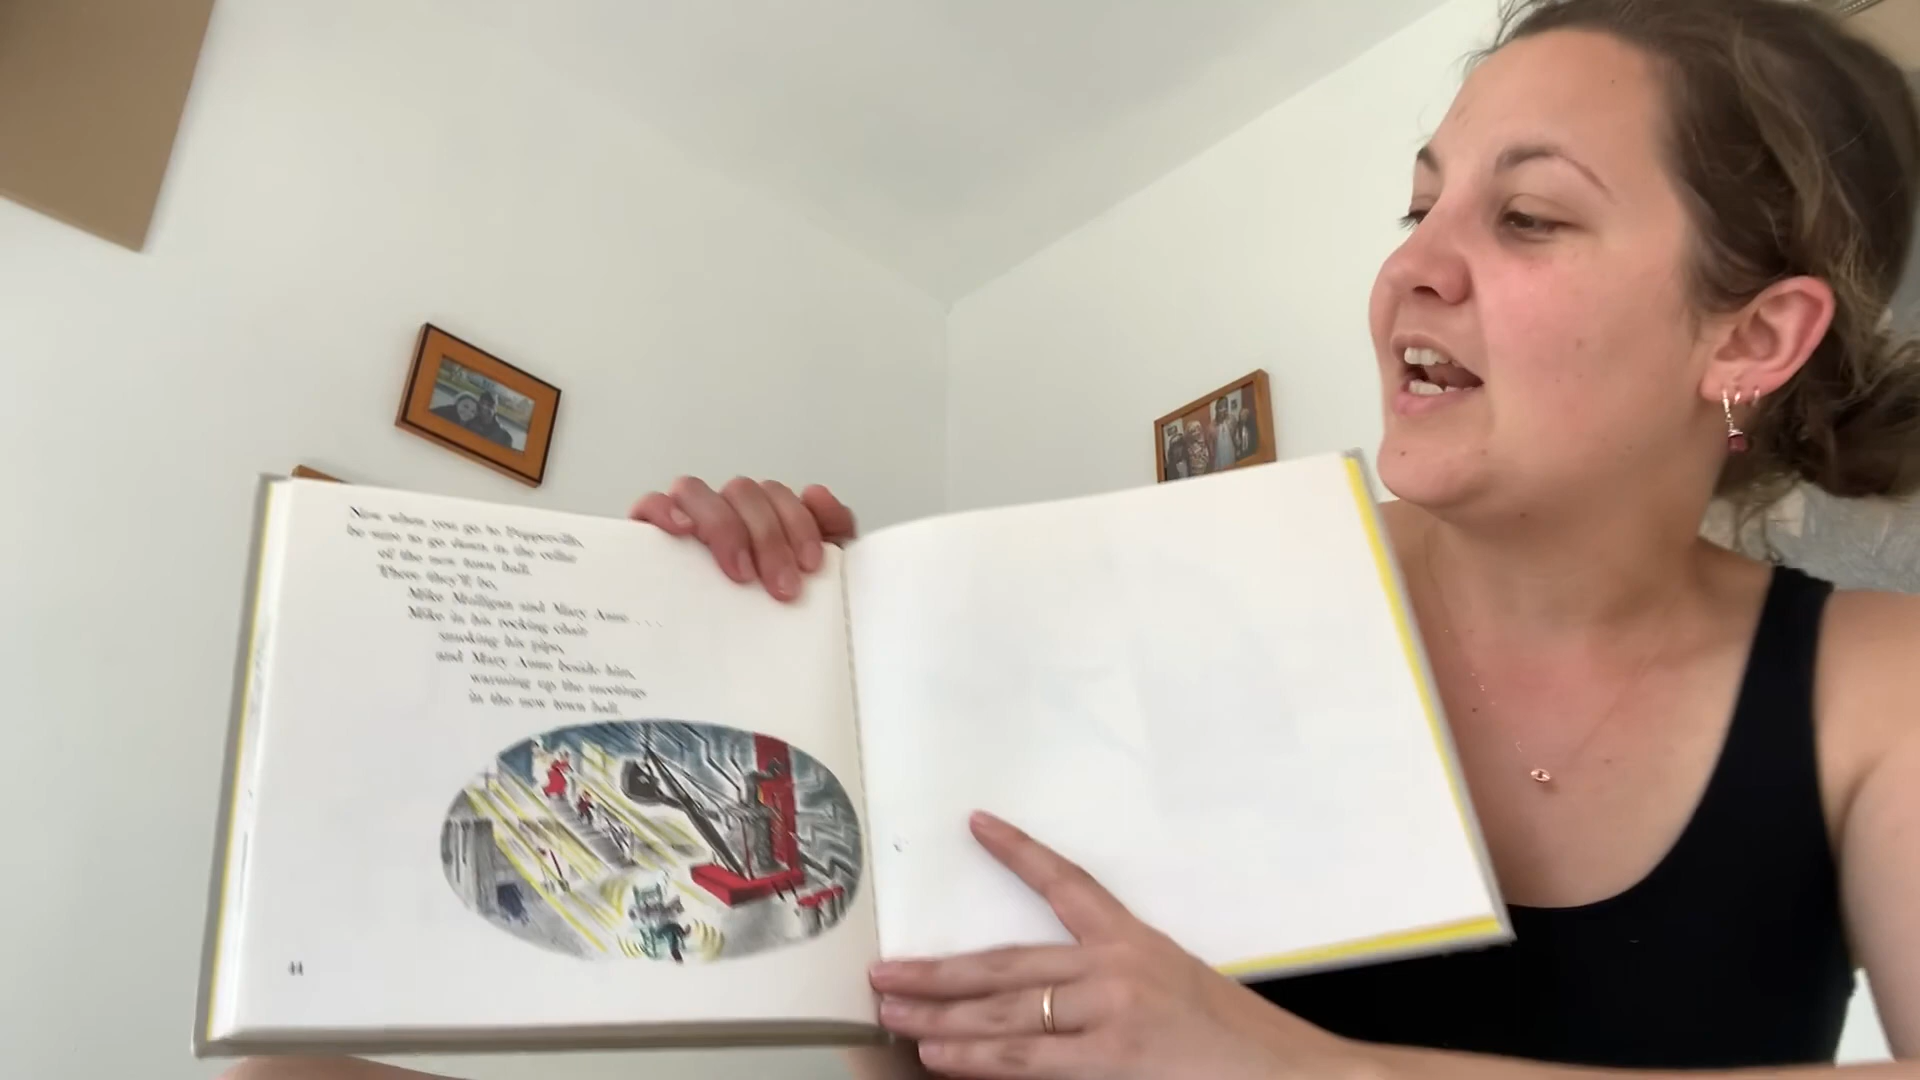 Now when you go to Popperville,
be sure to go down in the cellar
of the new town hall.
There they'll be,
Mike Mulligan and Mary Anne . . .
Mike in his rocking chair
smoking his pipe,
and Mary Anne beside him,
warming up the meetings
in the new town hall.
44